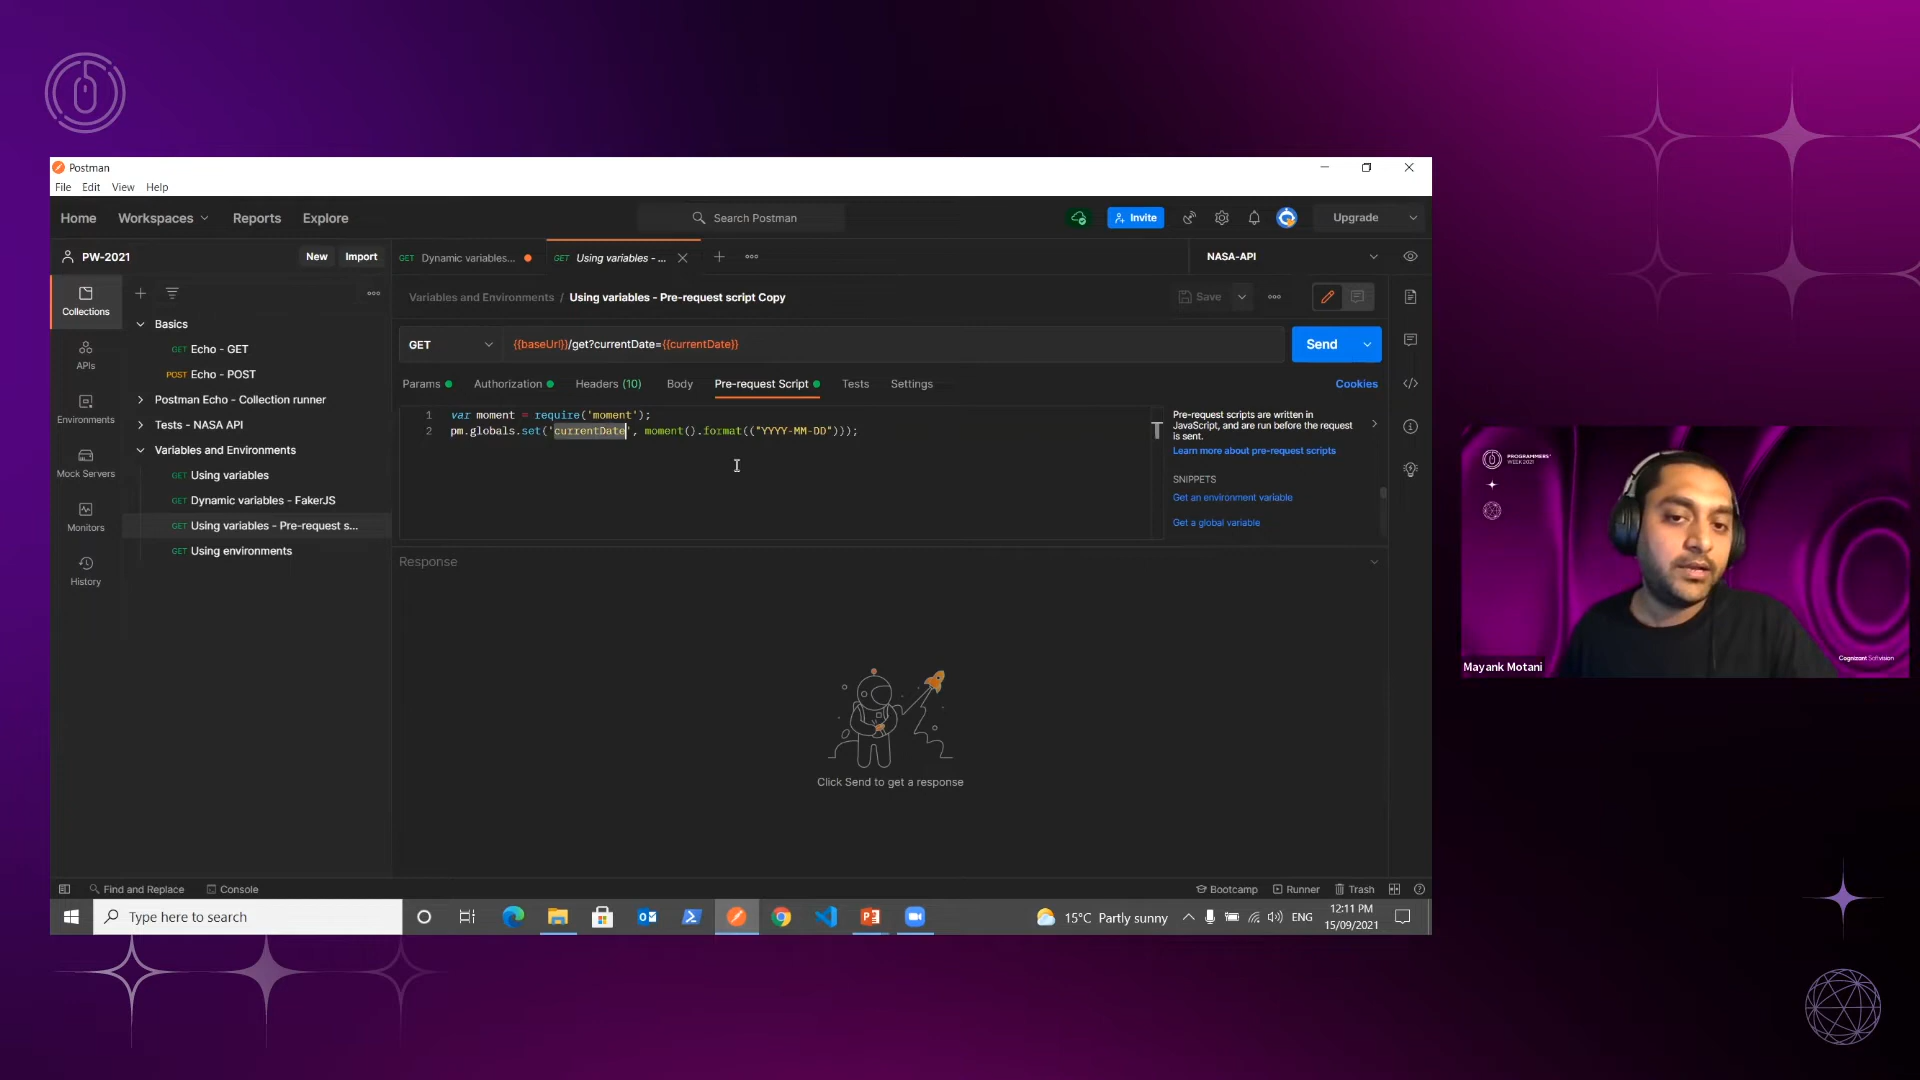 Postman
File Edit View Help
Home Workspaces Reports Explore Search Postman Invite Upgrade
PW-2021 New Import GET Dynamic variables... GET Using variables - ... NASA-API
Collections
APIs
Environments
Mock Servers
Monitors
History
Basics
GET Echo - GET
POST Echo - POST
Postman Echo - Collection runner
Tests - NASA API
Variables and Environments
GET Using variables
GET Dynamic variables - FakerJS
GET Using variables - Pre-request s...
GET Using environments
Variables and Environments / Using variables - Pre-request script Copy Save
GET {{baseUrl}}/get?currentDate={{currentDate}} Send
Params Authorization Headers (10) Body Pre-request Script Tests Settings Cookies
1 var moment = require('moment');
2 pm.globals.set('currentDate', moment().format(("YYYY-MM-DD")));
Pre-request scripts are written in
JavaScript, and are run before the request
is sent.
Learn more about pre-request scripts
SNIPPETS
Get an environment variable
Get a global variable
Response
Click Send to get a response
Find and Replace Console Bootcamp Runner Trash
Type here to search 15°C Partly sunny ENG 12:11 PM
15/09/2021
PROGRAMMERS'
WEEK 2021
Mayank Motani
Cognizant Softvision